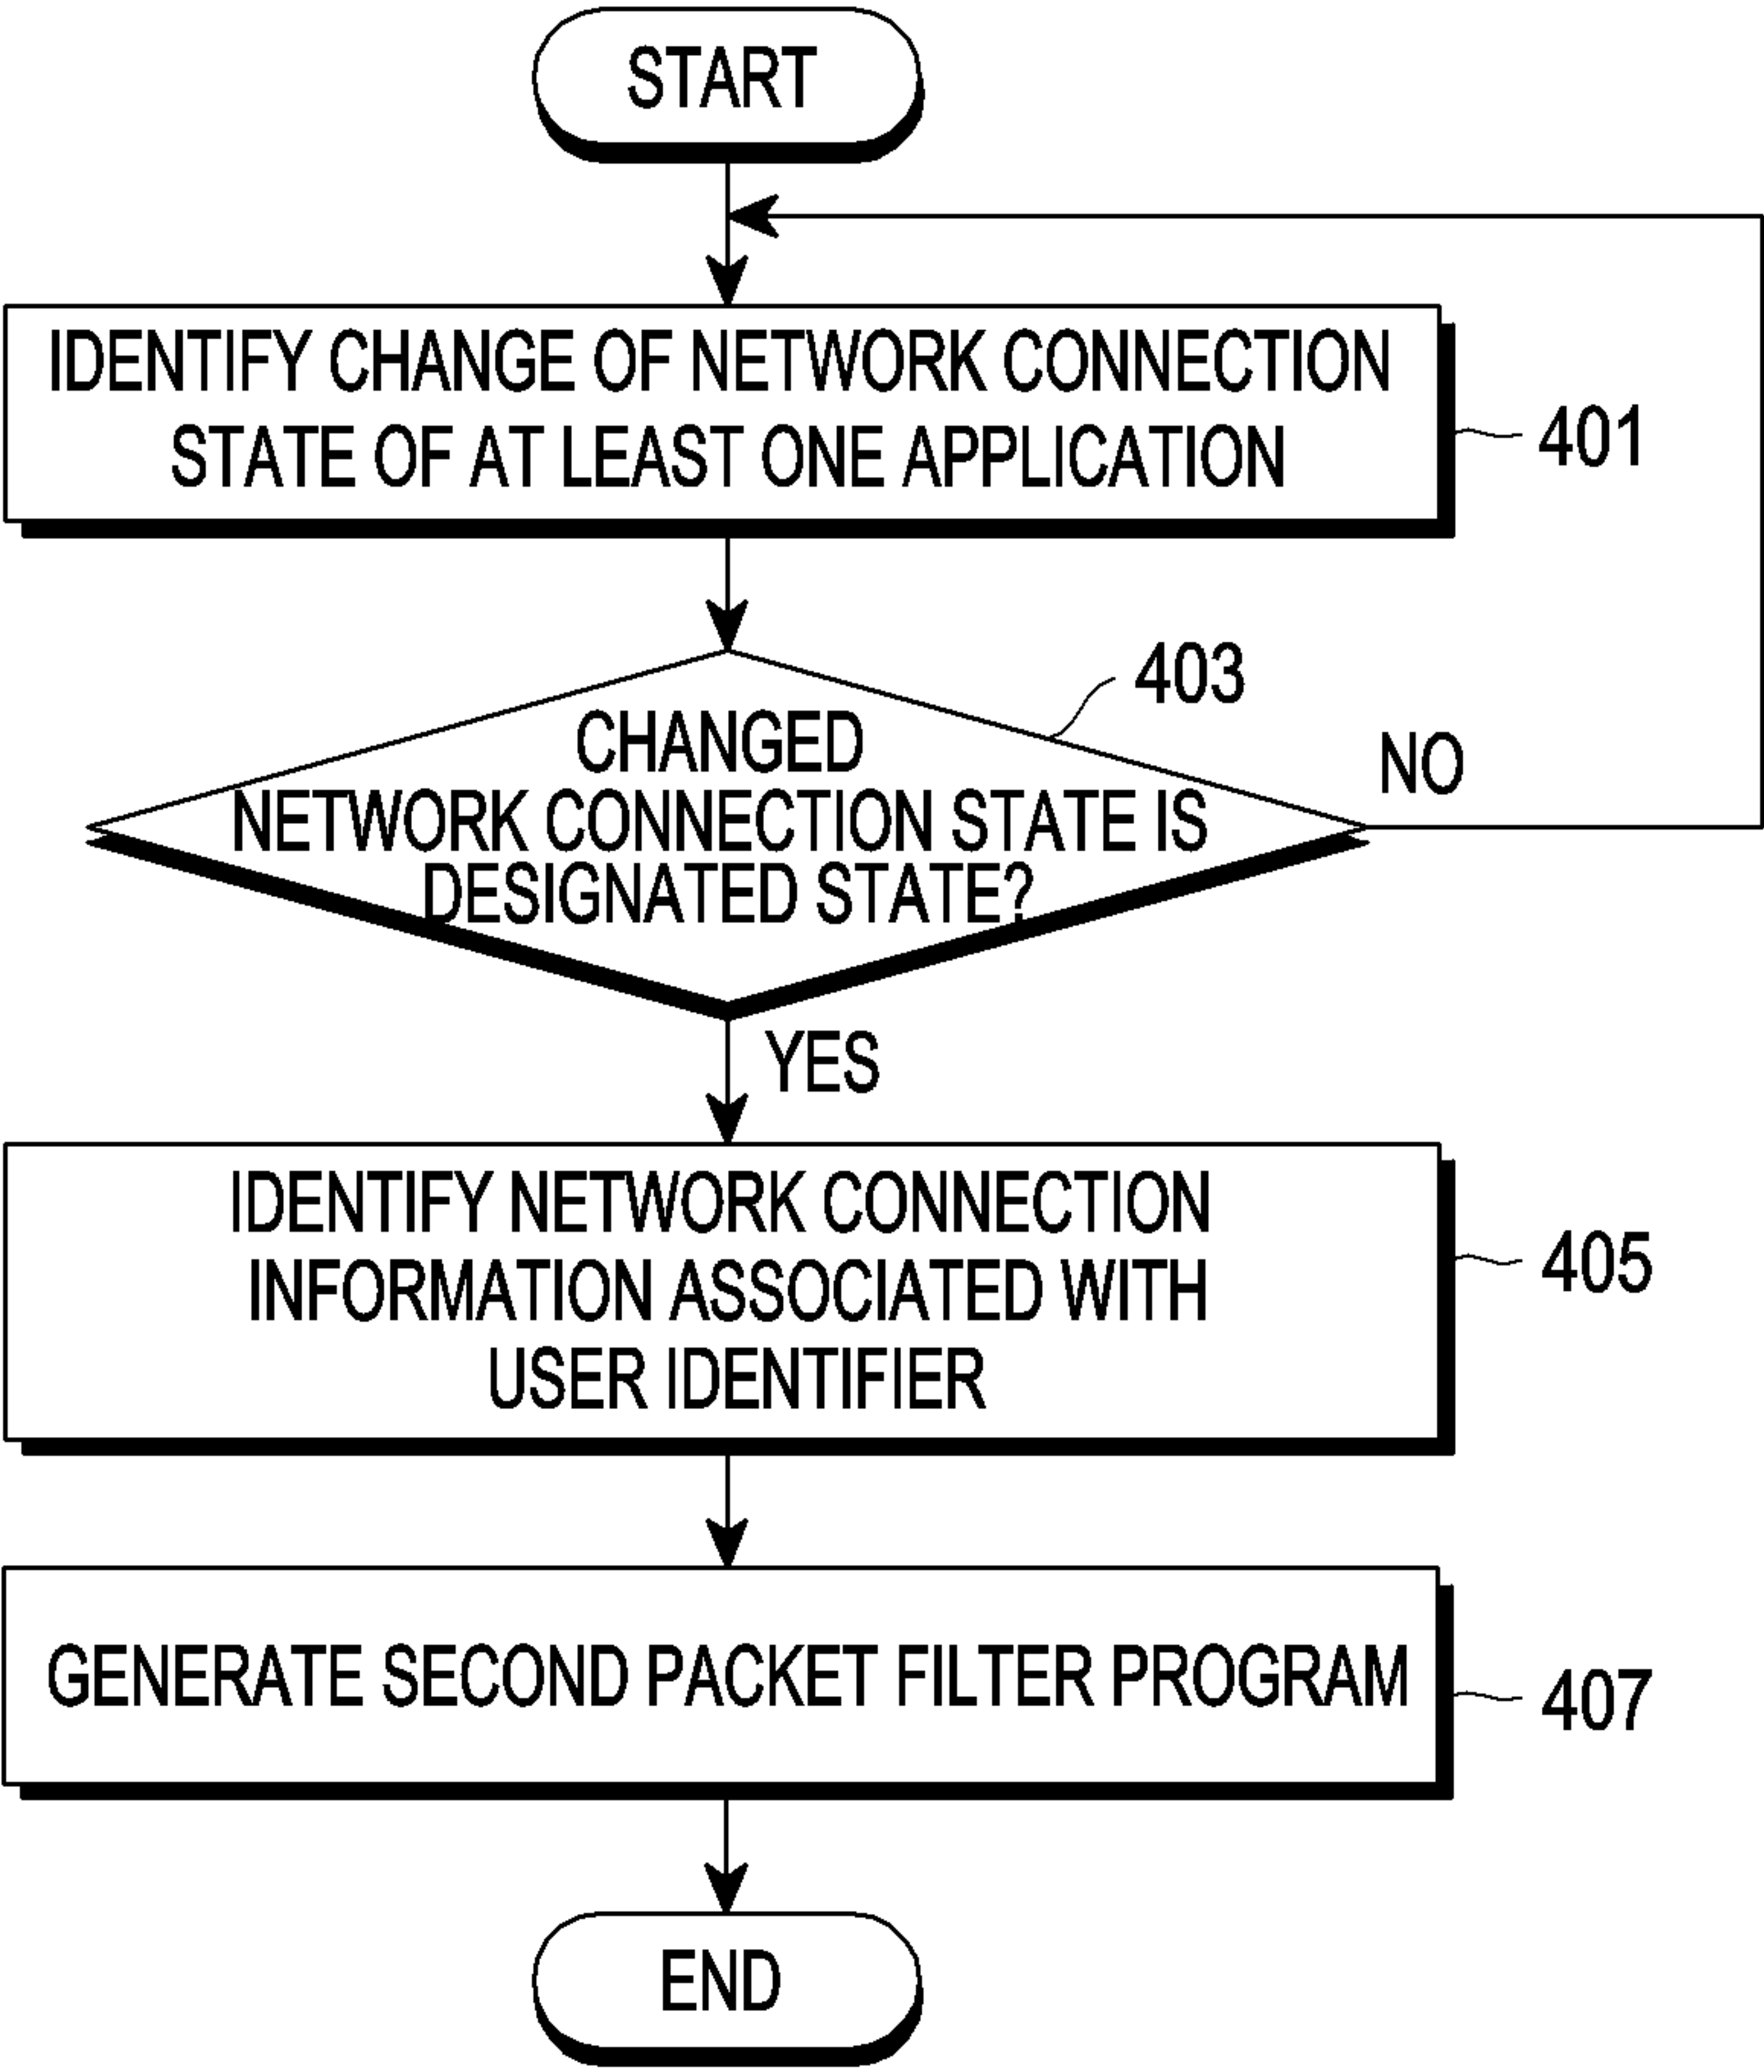 START
IDENTIFY CHANGE OF NETWORK CONNECTION
STATE OF AT LEAST ONE APPLICATION
401
403
CHANGED
NETWORK CONNECTION STATE IS
DESIGNATED STATE?
NO
YES
IDENTIFY NETWORK CONNECTION
INFORMATION ASSOCIATED WITH
USER IDENTIFIER
405
GENERATE SECOND PACKET FILTER PROGRAM
407
END